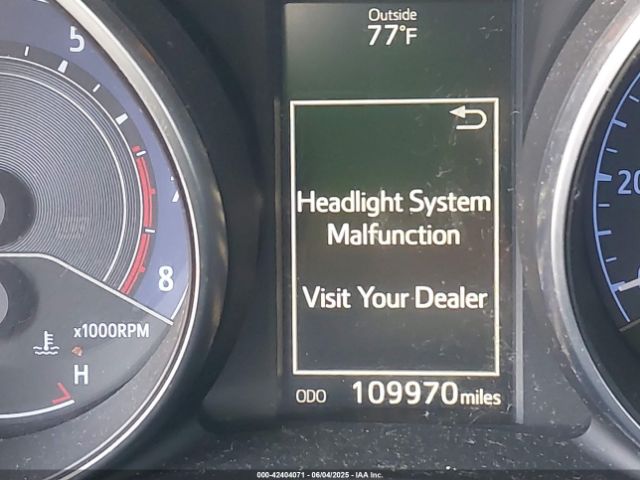 Outside
77°F
5
7
8
x1000RPM
H
20
Headlight System
Malfunction
Visit Your Dealer
ODO 109970 miles
000-42404071 - 06/04/2025 - IAA Inc.